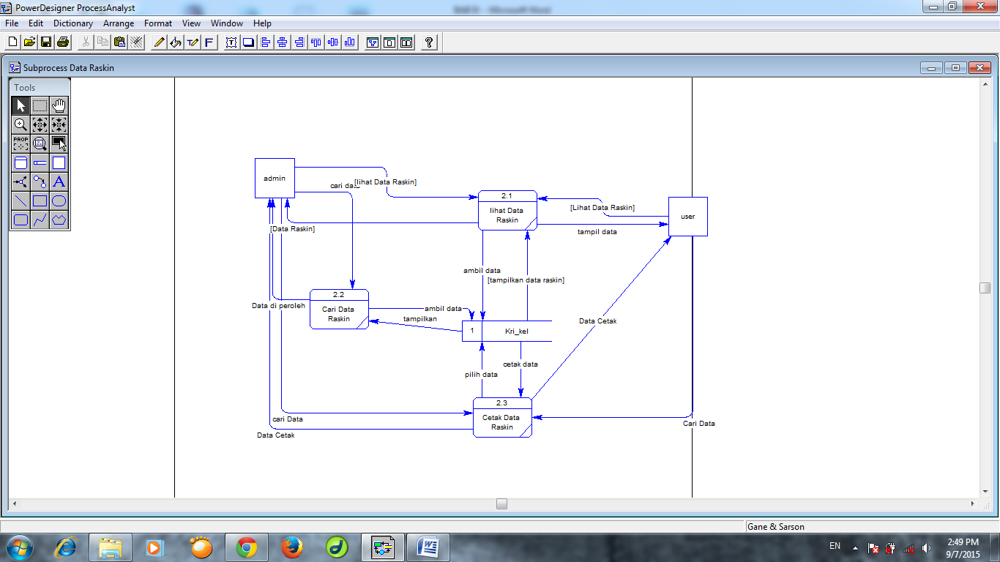 PowerDesigner ProcessAnalyst
File Edit Dictionary Arrange Format View Window Help
Subprocess Data Raskin
Tools
PROP
admin
cari
[lihat Data Raskin]
2.1
lihat Data
Raskin
[Lihat Data Raskin]
user
[Data Raskin]
tampil data
ambil data
[tampilkan data raskin]
2.2
Cari Data
Raskin
Data di peroleh
ambil data
tampilkan
Data Cetak
1
Kri_kel
cetak data
pilih data
2.3
Cetak Data
Raskin
cari Data
Cari Data
Data Cetak
Gane & Sarson
EN
2:49 PM
9/7/2015